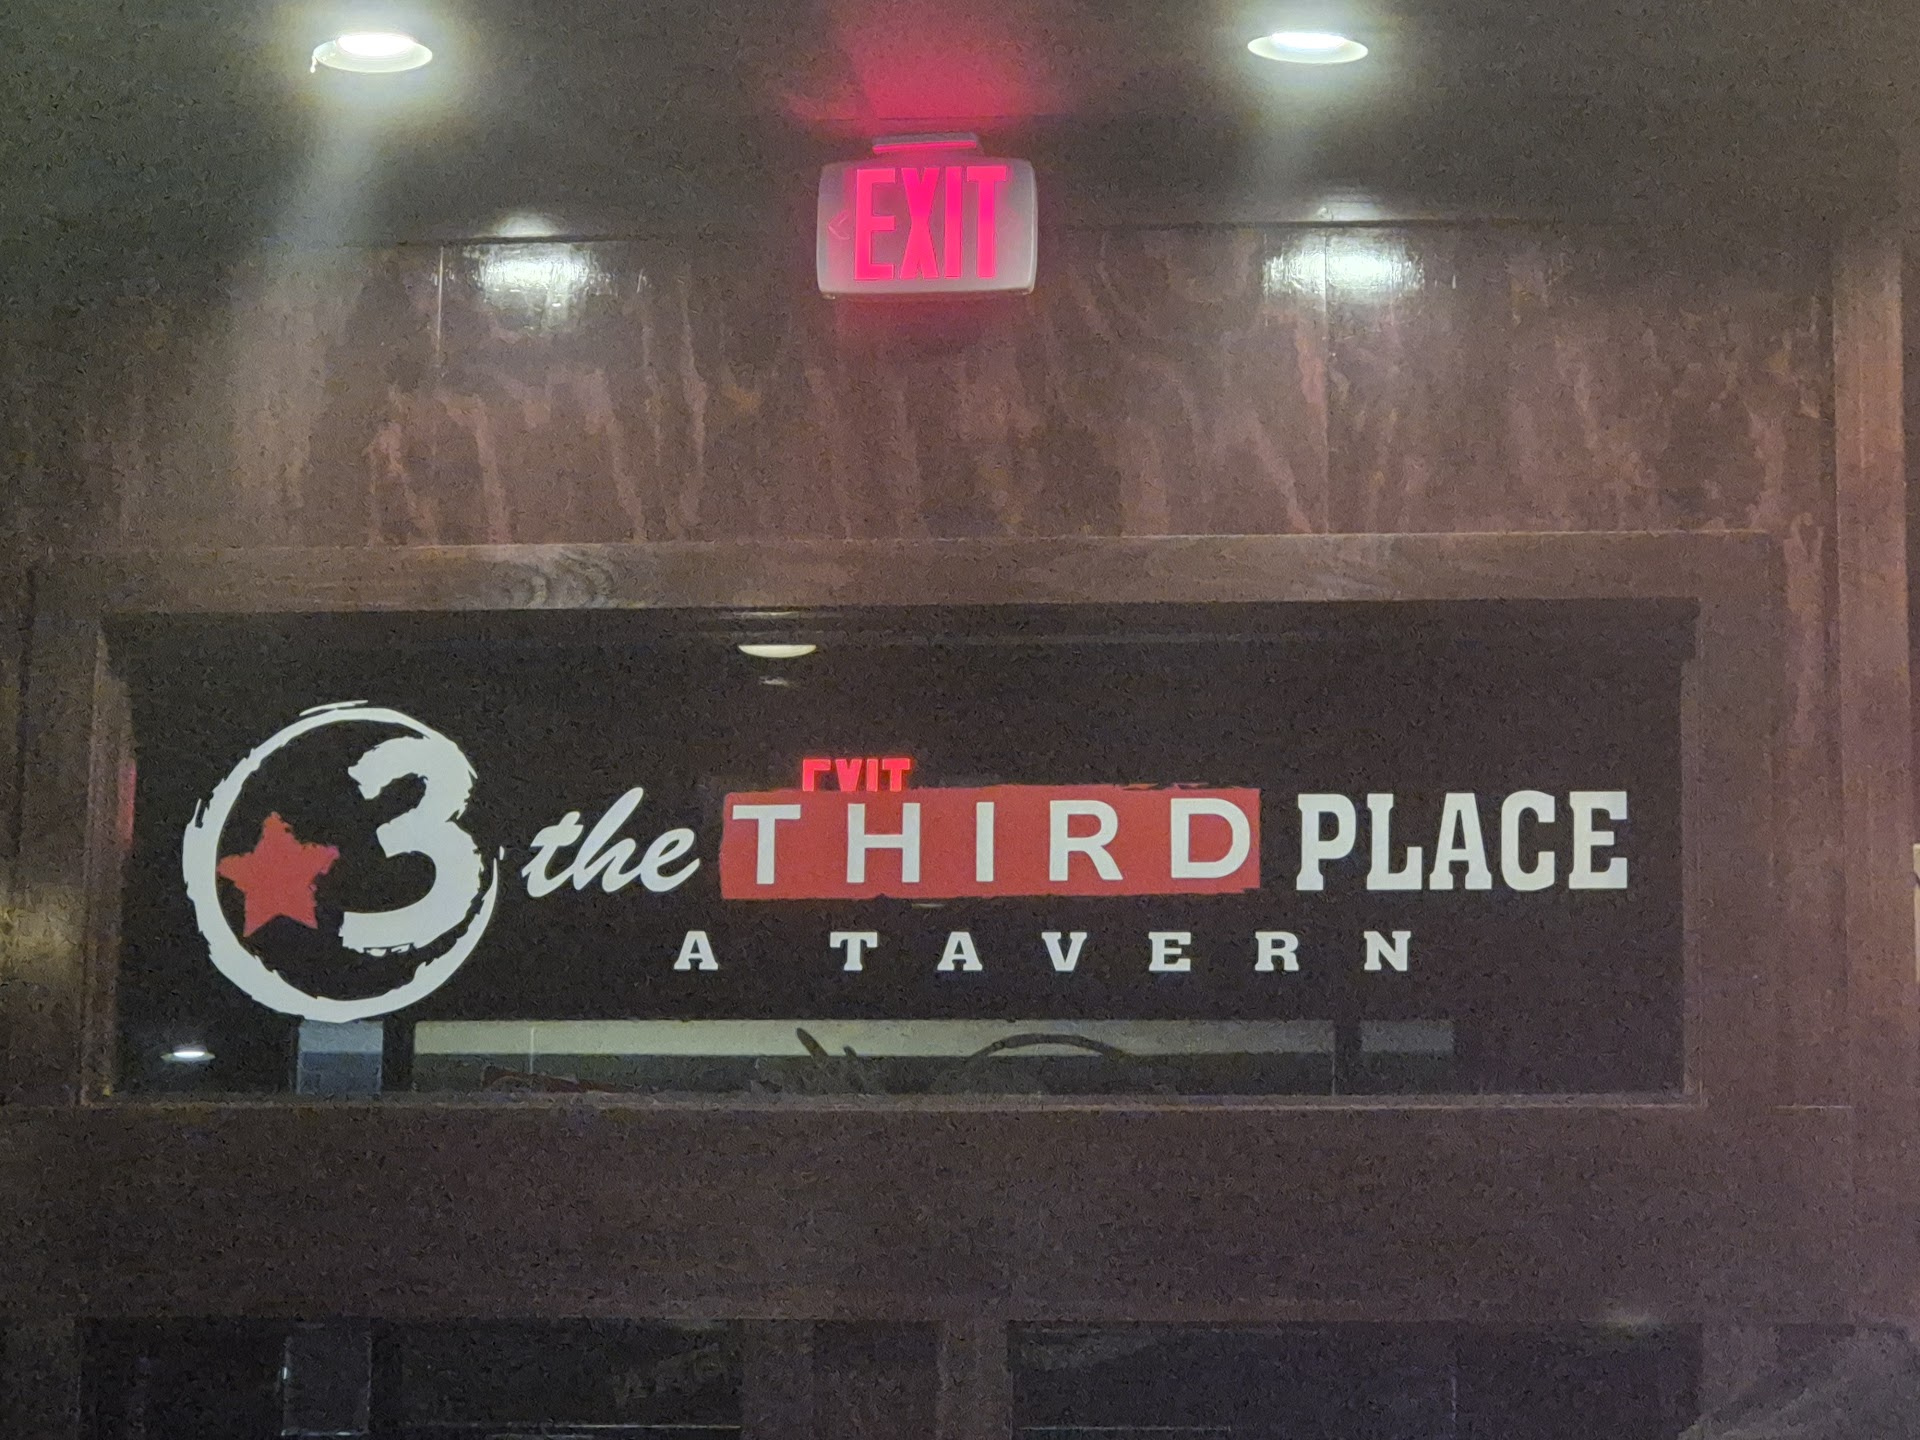 EXIT
EXIT
3 the THIRD PLACE
A TAVERN